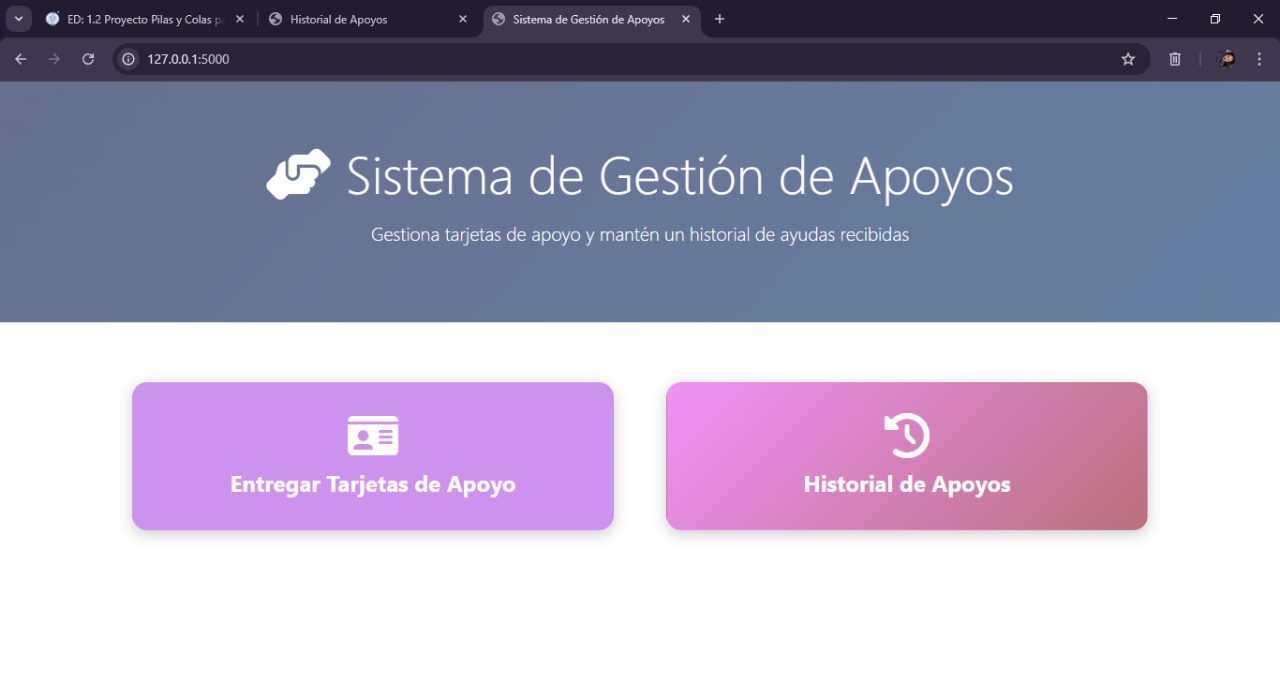 ED: 1.2 Proyecto Pilas y Colas p
Historial de Apoyos
Sistema de Gestión de Apoyos
127.0.0.1:5000
Sistema de Gestión de Apoyos
Gestiona tarjetas de apoyo y mantén un historial de ayudas recibidas
Entregar Tarjetas de Apoyo
Historial de Apoyos